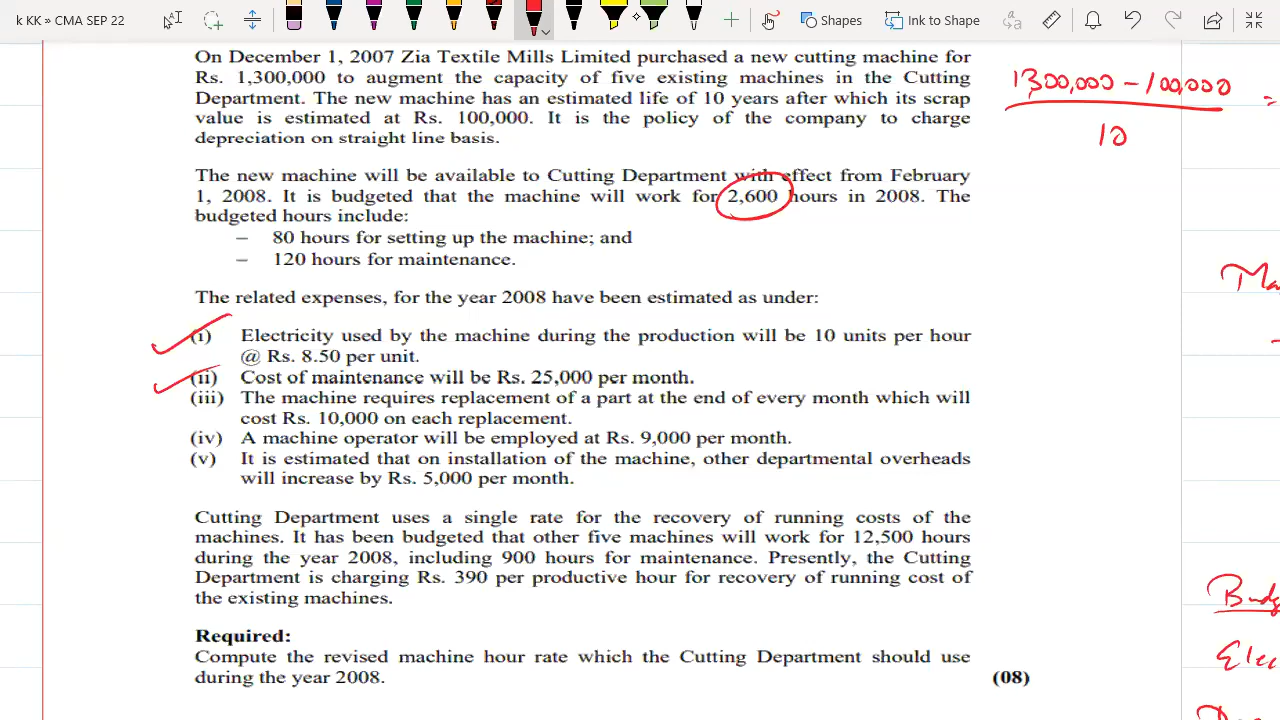 k KK » CMA SEP 22
Shapes
Ink to Shape
On December 1, 2007 Zia Textile Mills Limited purchased a new cutting machine for
Rs. 1,300,000 to augment the capacity of five existing machines in the Cutting
Department. The new machine has an estimated life of 10 years after which its scrap
value is estimated at Rs. 100,000. It is the policy of the company to charge
depreciation on straight line basis.
1300,000 - 100,000 =
10
The new machine will be available to Cutting Department with effect from February
1, 2008. It is budgeted that the machine will work for 2,600 hours in 2008. The
budgeted hours include:
– 80 hours for setting up the machine; and
– 120 hours for maintenance.
The related expenses, for the year 2008 have been estimated as under:
(i) Electricity used by the machine during the production will be 10 units per hour
@ Rs. 8.50 per unit.
(ii) Cost of maintenance will be Rs. 25,000 per month.
(iii) The machine requires replacement of a part at the end of every month which will
cost Rs. 10,000 on each replacement.
(iv) A machine operator will be employed at Rs. 9,000 per month.
(v) It is estimated that on installation of the machine, other departmental overheads
will increase by Rs. 5,000 per month.
Cutting Department uses a single rate for the recovery of running costs of the
machines. It has been budgeted that other five machines will work for 12,500 hours
during the year 2008, including 900 hours for maintenance. Presently, the Cutting
Department is charging Rs. 390 per productive hour for recovery of running cost of
the existing machines.
Budg
Elec
Required:
Compute the revised machine hour rate which the Cutting Department should use
during the year 2008.
(08)